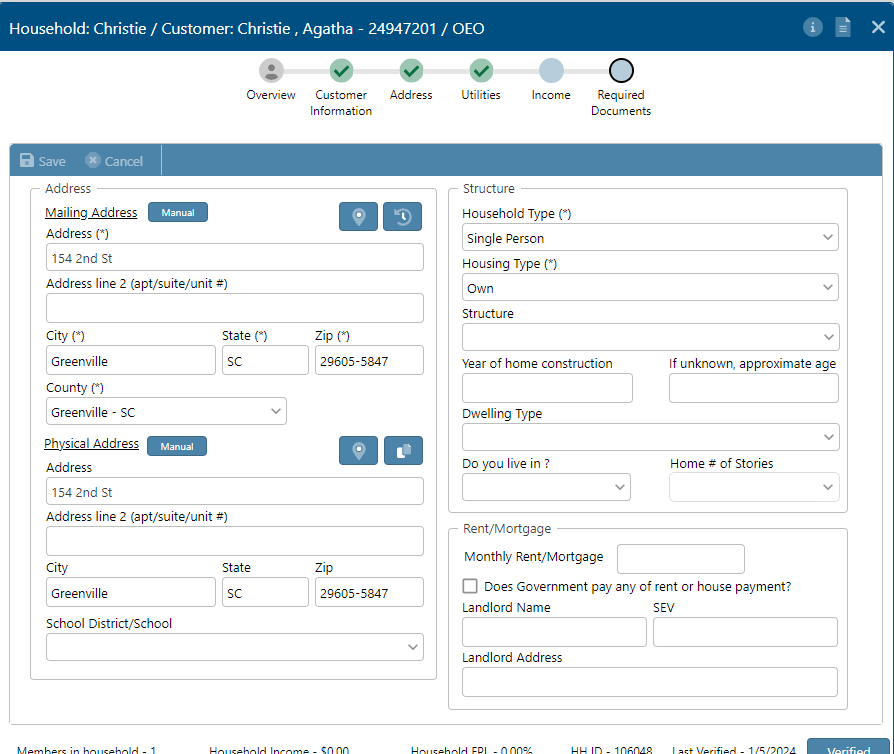 Household: Christie / Customer: Christie , Agatha - 24947201 / OEO
Overview
Customer Information
Address
Utilities
Income
Required Documents
Save Cancel
Address
Mailing Address Manual
Address (*)
154 2nd St
Address line 2 (apt/suite/unit #)
City (*) State (*) Zip (*)
Greenville SC 29605-5847
County (*)
Greenville - SC
Physical Address Manual
Address
154 2nd St
Address line 2 (apt/suite/unit #)
City State Zip
Greenville SC 29605-5847
School District/School
Structure
Household Type (*)
Single Person
Housing Type (*)
Own
Structure
Year of home construction If unknown, approximate age
Dwelling Type
Do you live in ? Home # of Stories
Rent/Mortgage
Monthly Rent/Mortgage
Does Government pay any of rent or house payment?
Landlord Name SEV
Landlord Address
Members in household - 1 Household Income - $0.00 Household FPL - 0.00% HH ID - 106048 Last Verified - 1/5/2024 Verified